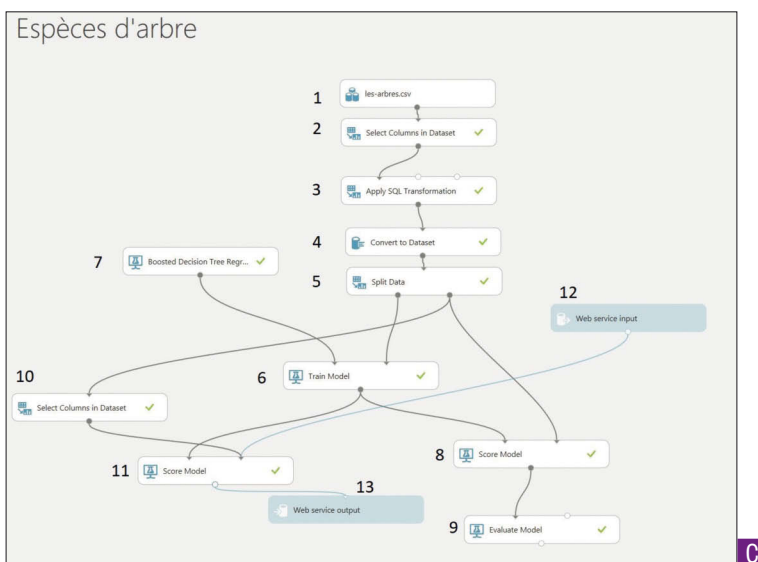 Espèces d'arbre
1 les-arbres.csv
2 Select Columns in Dataset
3 Apply SQL Transformation
4 Convert to Dataset
7 Boosted Decision Tree Regr...
5 Split Data
12
Web service input
10
6 Train Model
Select Columns in Dataset
8 Score Model
11 Score Model
13
Web service output
9 Evaluate Model
C